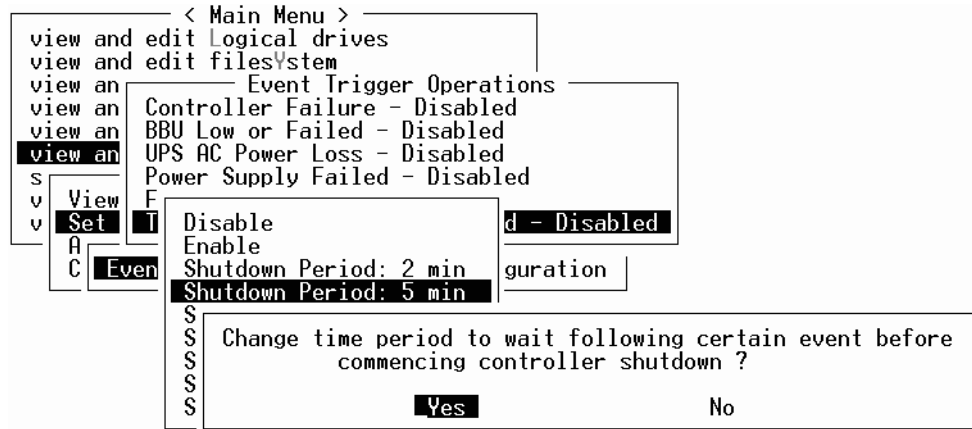 < Main Menu >
view and edit Logical drives
view and edit filesYstem
view an
Event Trigger Operations
view an
Controller Failure - Disabled
view an
BBU Low or Failed - Disabled
view an
UPS AC Power Loss - Disabled
s
Power Supply Failed - Disabled
v
View
F
v
Set
T
d - Disabled
Disable
A
Enable
C
Even
Shutdown Period: 2 min
guration
Shutdown Period: 5 min
S
S
S
S
S
Change time period to wait following certain event before
commencing controller shutdown ?
Yes
No